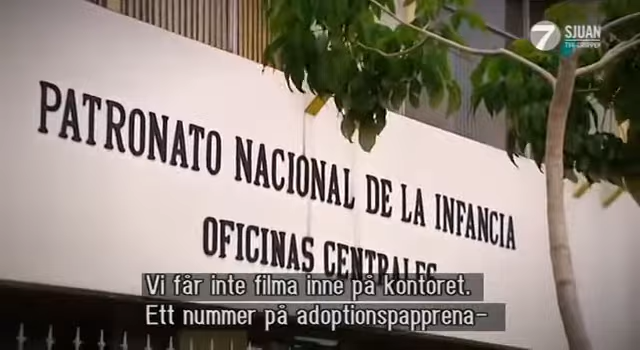 7 SJUAN
PATRONATO NACIONAL DE LA INFANCIA
OFICINAS CENTRALES
Vi får inte filma inne på kontoret.
Ett nummer på adoptionspapprena-